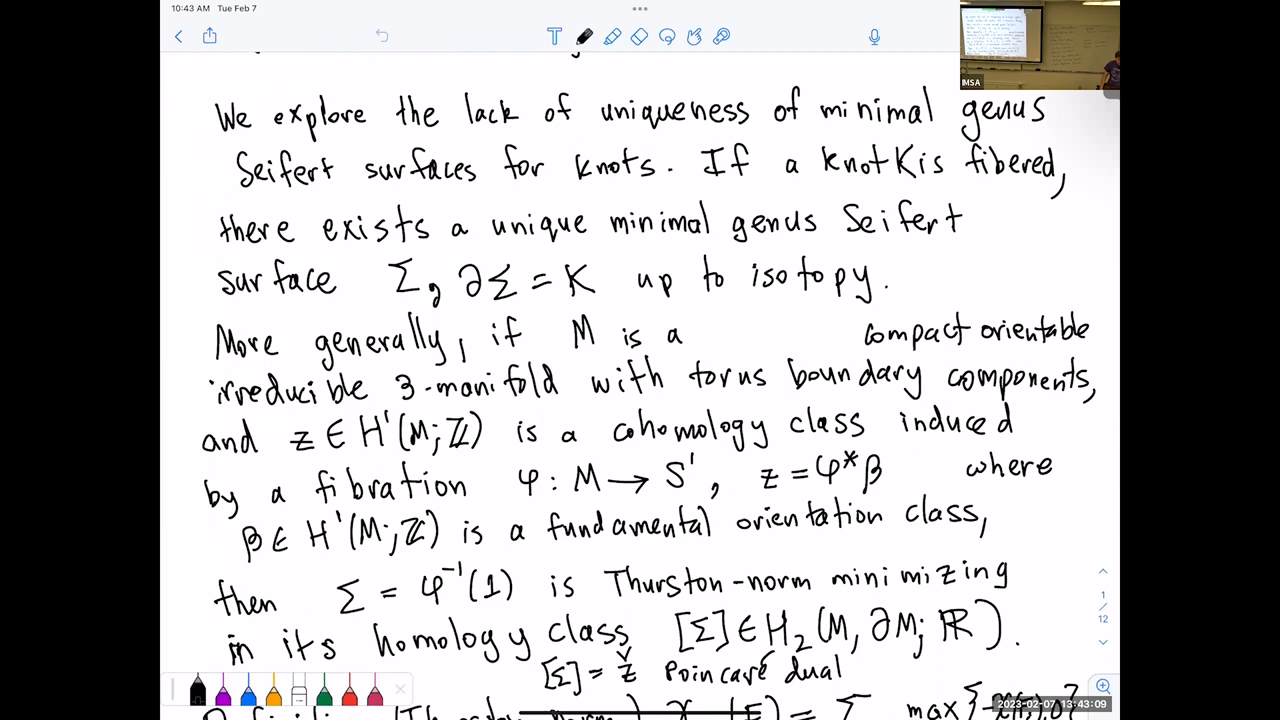 10:43 AM Tue Feb 7
IMSA
We explore the lack of uniqueness of minimal genus
Seifert surfaces for knots. If a knot K is fibered,
there exists a unique minimal genus Seifert
surface Σ, ∂Σ = K up to isotopy.
More generally, if M is a compact orientable
irreducible 3-manifold with torus boundary components,
and z ∈ H¹(M; ℤ) is a cohomology class induced
by a fibration φ : M → S¹, z = φ*β where
β ∈ H¹(M; ℤ) is a fundamental orientation class,
then Σ = φ⁻¹(1) is Thurston-norm minimizing
in its homology class [Σ] ∈ H₂(M, ∂M; ℝ).
[Σ] = ž Poincaré dual
max
1
/
12
2023-02-07 13:43:09